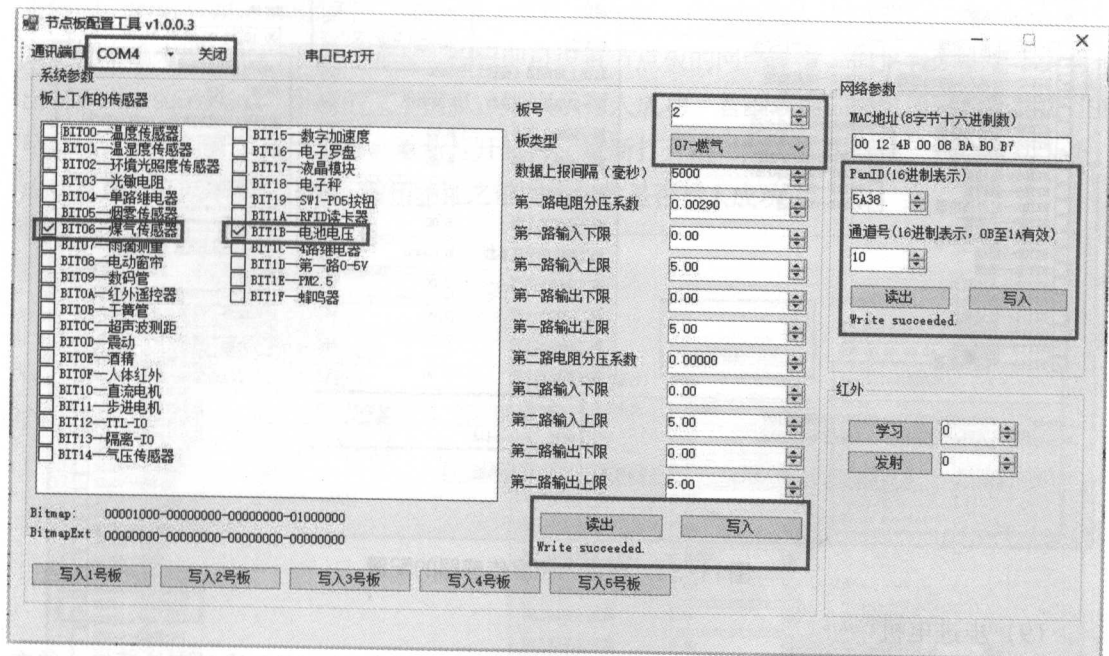 节点板配置工具 v1.0.0.3
通讯端口 COM4 关闭 串口已打开
系统参数
板上工作的传感器
BIT00—温度传感器
BIT01—温湿度传感器
BIT02—环境光照度传感器
BIT03—光敏电阻
BIT04—单路继电器
BIT05—烟雾传感器
BIT06—煤气传感器
BIT07—雨滴测量
BIT08—电动窗帘
BIT09—数码管
BIT0A—红外遥控器
BIT0B—干簧管
BIT0C—超声波测距
BIT0D—震动
BIT0E—酒精
BIT0F—人体红外
BIT10—直流电机
BIT11—步进电机
BIT12—TTL-IO
BIT13—隔离-IO
BIT14—气压传感器
BIT15—数字加速度
BIT16—电子罗盘
BIT17—液晶模块
BIT18—电子秤
BIT19—SW1-P05按钮
BIT1A—RFID读卡器
BIT1B—电池电压
BIT1C—4路继电器
BIT1D—第一路0-5V
BIT1E—PM2.5
BIT1F—蜂鸣器
Bitmap: 00001000-00000000-00000000-01000000
BitmapExt 00000000-00000000-00000000-00000000
写入1号板 写入2号板 写入3号板 写入4号板 写入5号板
板号 2
板类型 07-燃气
数据上报间隔（毫秒） 5000
第一路电阻分压系数 0.00290
第一路输入下限 0.00
第一路输入上限 5.00
第一路输出下限 0.00
第一路输出上限 5.00
第二路电阻分压系数 0.00000
第二路输入下限 0.00
第二路输入上限 5.00
第二路输出下限 0.00
第二路输出上限 5.00
读出 写入
Write succeeded.
网络参数
MAC地址(8字节十六进制数)
00 12 4B 00 08 BA B0 B7
PanID(16进制表示)
5A38
通道号(16进制表示，0B至1A有效)
10
读出 写入
Write succeeded.
红外
学习 0
发射 0